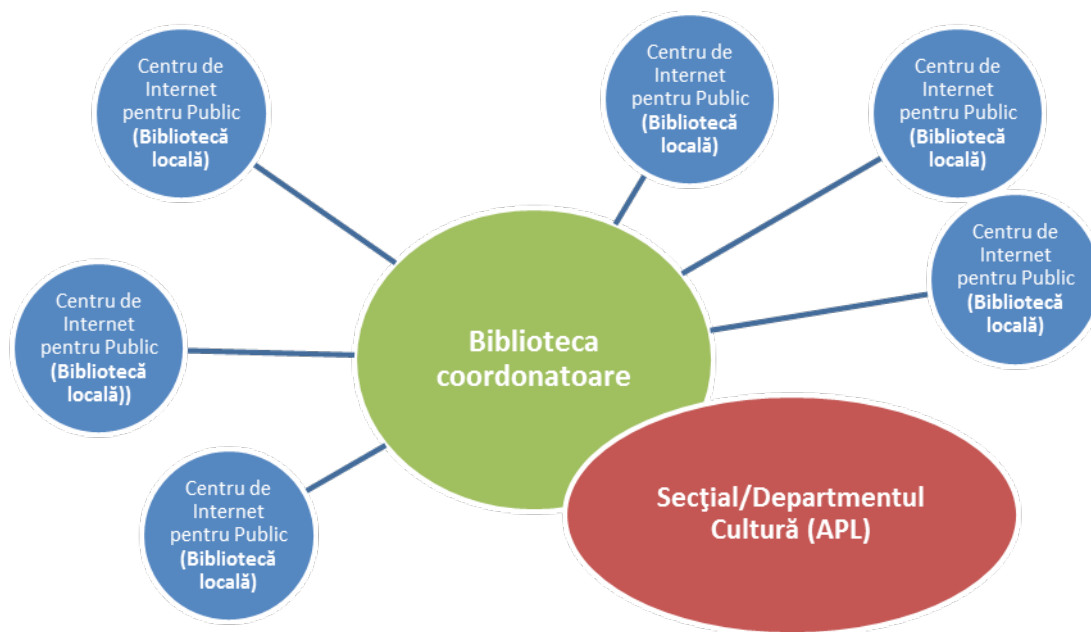 Centru de
Internet
pentru Public
(Bibliotecă
locală)
Centru de
Internet
pentru Public
(Bibliotecă
locală)
Centru de
Internet
pentru Public
(Bibliotecă
locală)
Centru de
Internet
pentru Public
(Bibliotecă
locală)
Centru de
Internet
pentru Public
(Bibliotecă
locală))
Biblioteca
coordonatoare
Centru de
Internet
pentru Public
(Bibliotecă
locală)
Secţial/Departmentul
Cultură (APL)